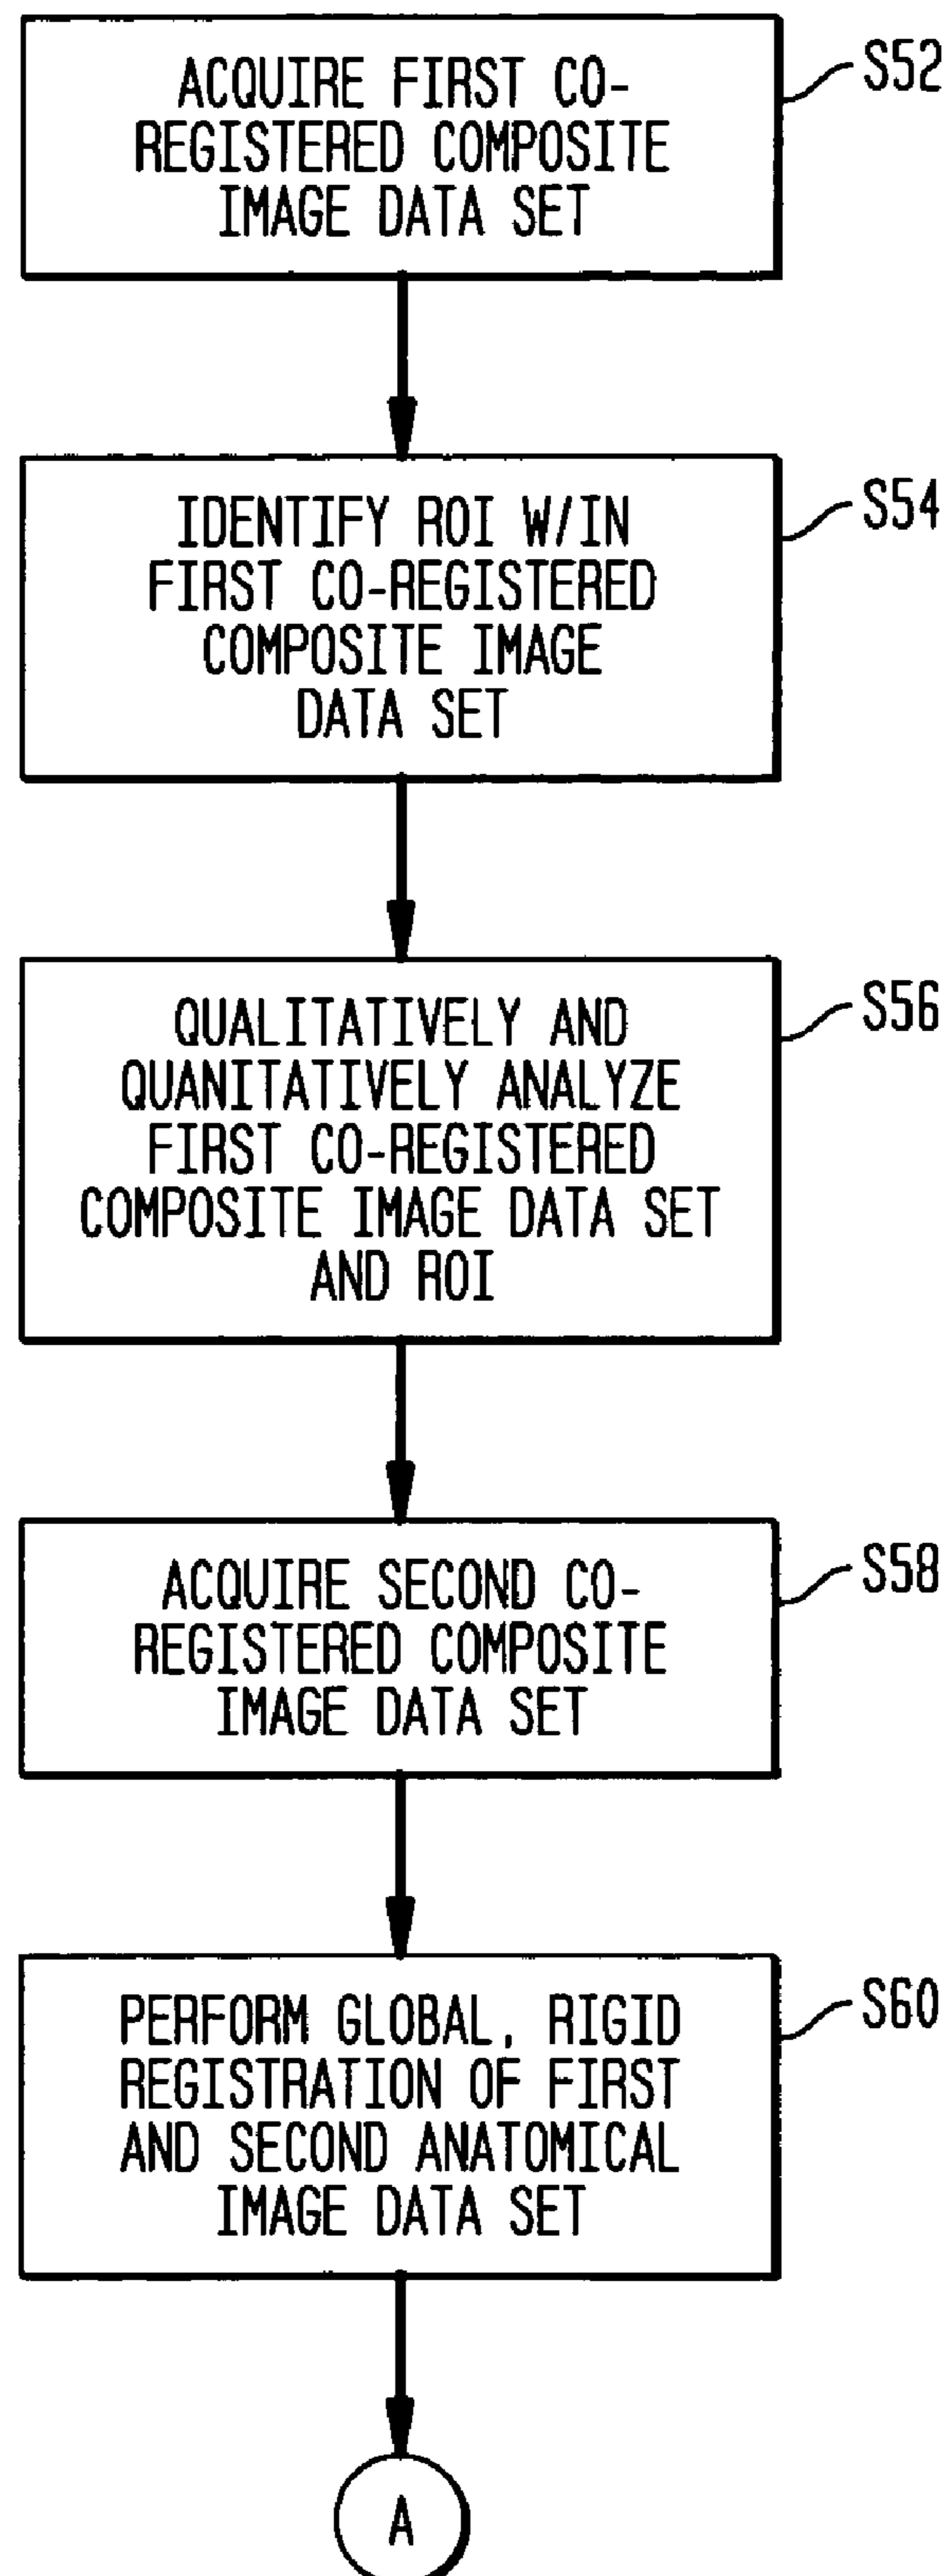 ACQUIRE FIRST CO-
REGISTERED COMPOSITE
IMAGE DATA SET
S52
IDENTIFY ROI W/IN
FIRST CO-REGISTERED
COMPOSITE IMAGE
DATA SET
S54
QUALITATIVELY AND
QUANITATIVELY ANALYZE
FIRST CO-REGISTERED
COMPOSITE IMAGE DATA SET
AND ROI
S56
ACQUIRE SECOND CO-
REGISTERED COMPOSITE
IMAGE DATA SET
S58
PERFORM GLOBAL, RIGID
REGISTRATION OF FIRST
AND SECOND ANATOMICAL
IMAGE DATA SET
S60
A